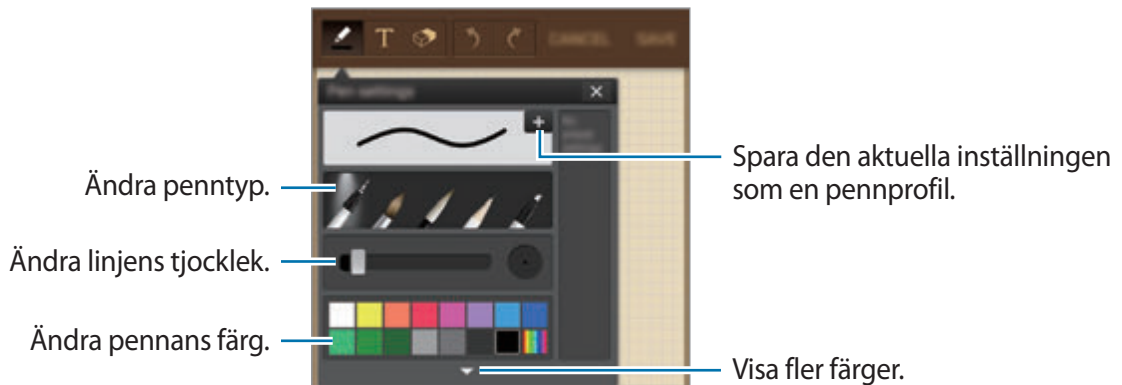 T
Ändra penntyp.
Ändra linjens tjocklek.
Ändra pennans färg.
Spara den aktuella inställningen
som en pennprofil.
Visa fler färger.